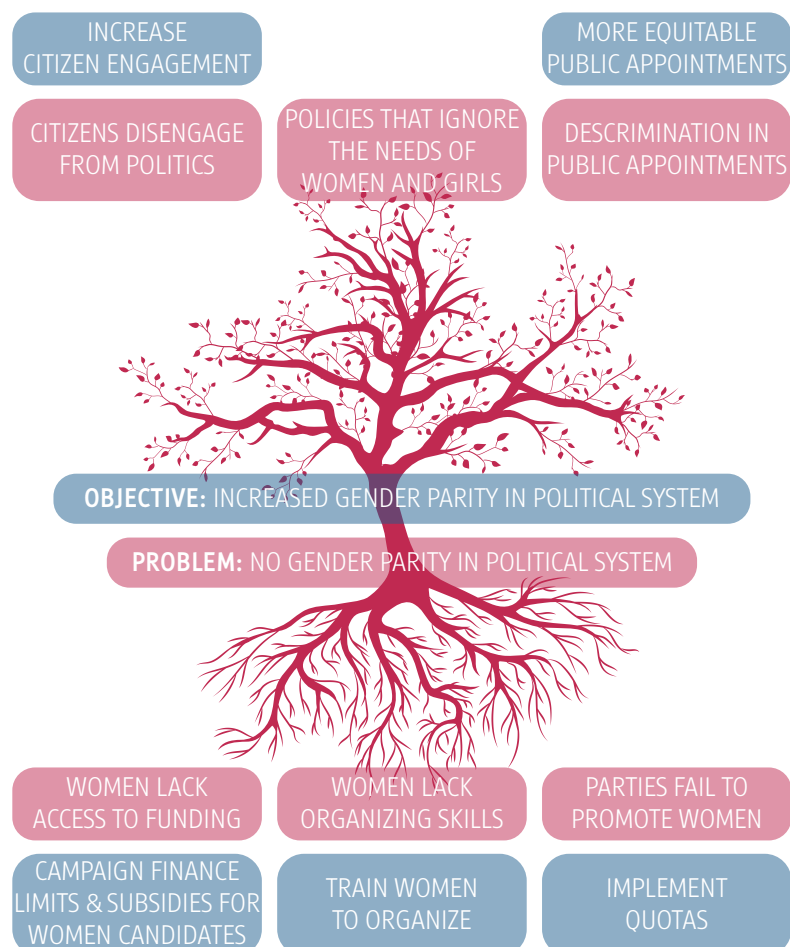 INCREASE
CITIZEN ENGAGEMENT
MORE EQUITABLE
PUBLIC APPOINTMENTS
CITIZENS DISENGAGE
FROM POLITICS
POLICIES THAT IGNORE
THE NEEDS OF
WOMEN AND GIRLS
DESCRIMINATION IN
PUBLIC APPOINTMENTS
OBJECTIVE: INCREASED GENDER PARITY IN POLITICAL SYSTEM
PROBLEM: NO GENDER PARITY IN POLITICAL SYSTEM
WOMEN LACK
ACCESS TO FUNDING
WOMEN LACK
ORGANIZING SKILLS
PARTIES FAIL TO
PROMOTE WOMEN
CAMPAIGN FINANCE
LIMITS & SUBSIDIES FOR
WOMEN CANDIDATES
TRAIN WOMEN
TO ORGANIZE
IMPLEMENT
QUOTAS